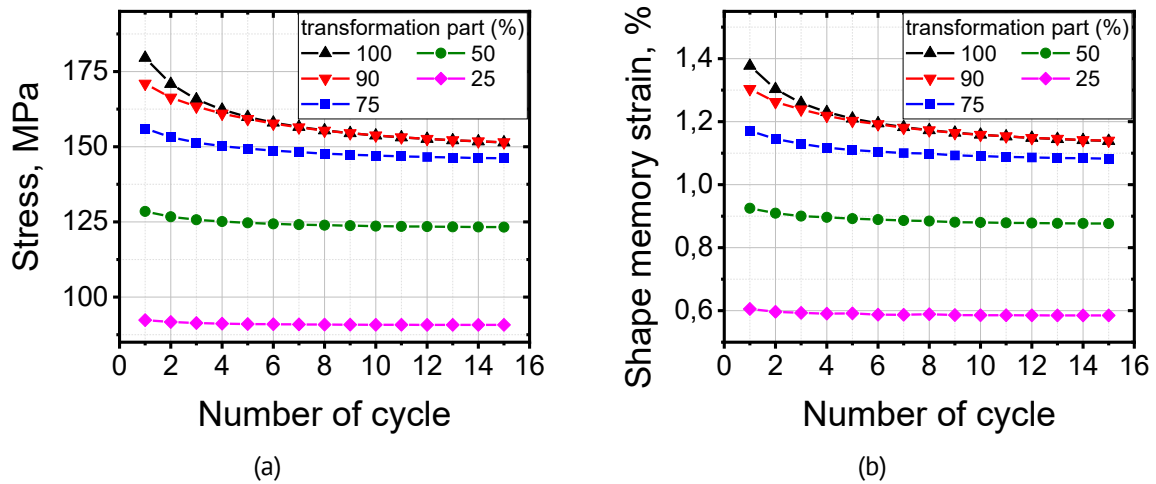 transformation part (%)
100 50
90 25
75
175
150
125
100
Stress, MPa
0 2 4 6 8 10 12 14 16
Number of cycle
(a)
transformation part (%)
100 50
90 25
75
1,4
1,2
1,0
0,8
0,6
Shape memory strain, %
0 2 4 6 8 10 12 14 16
Number of cycle
(b)